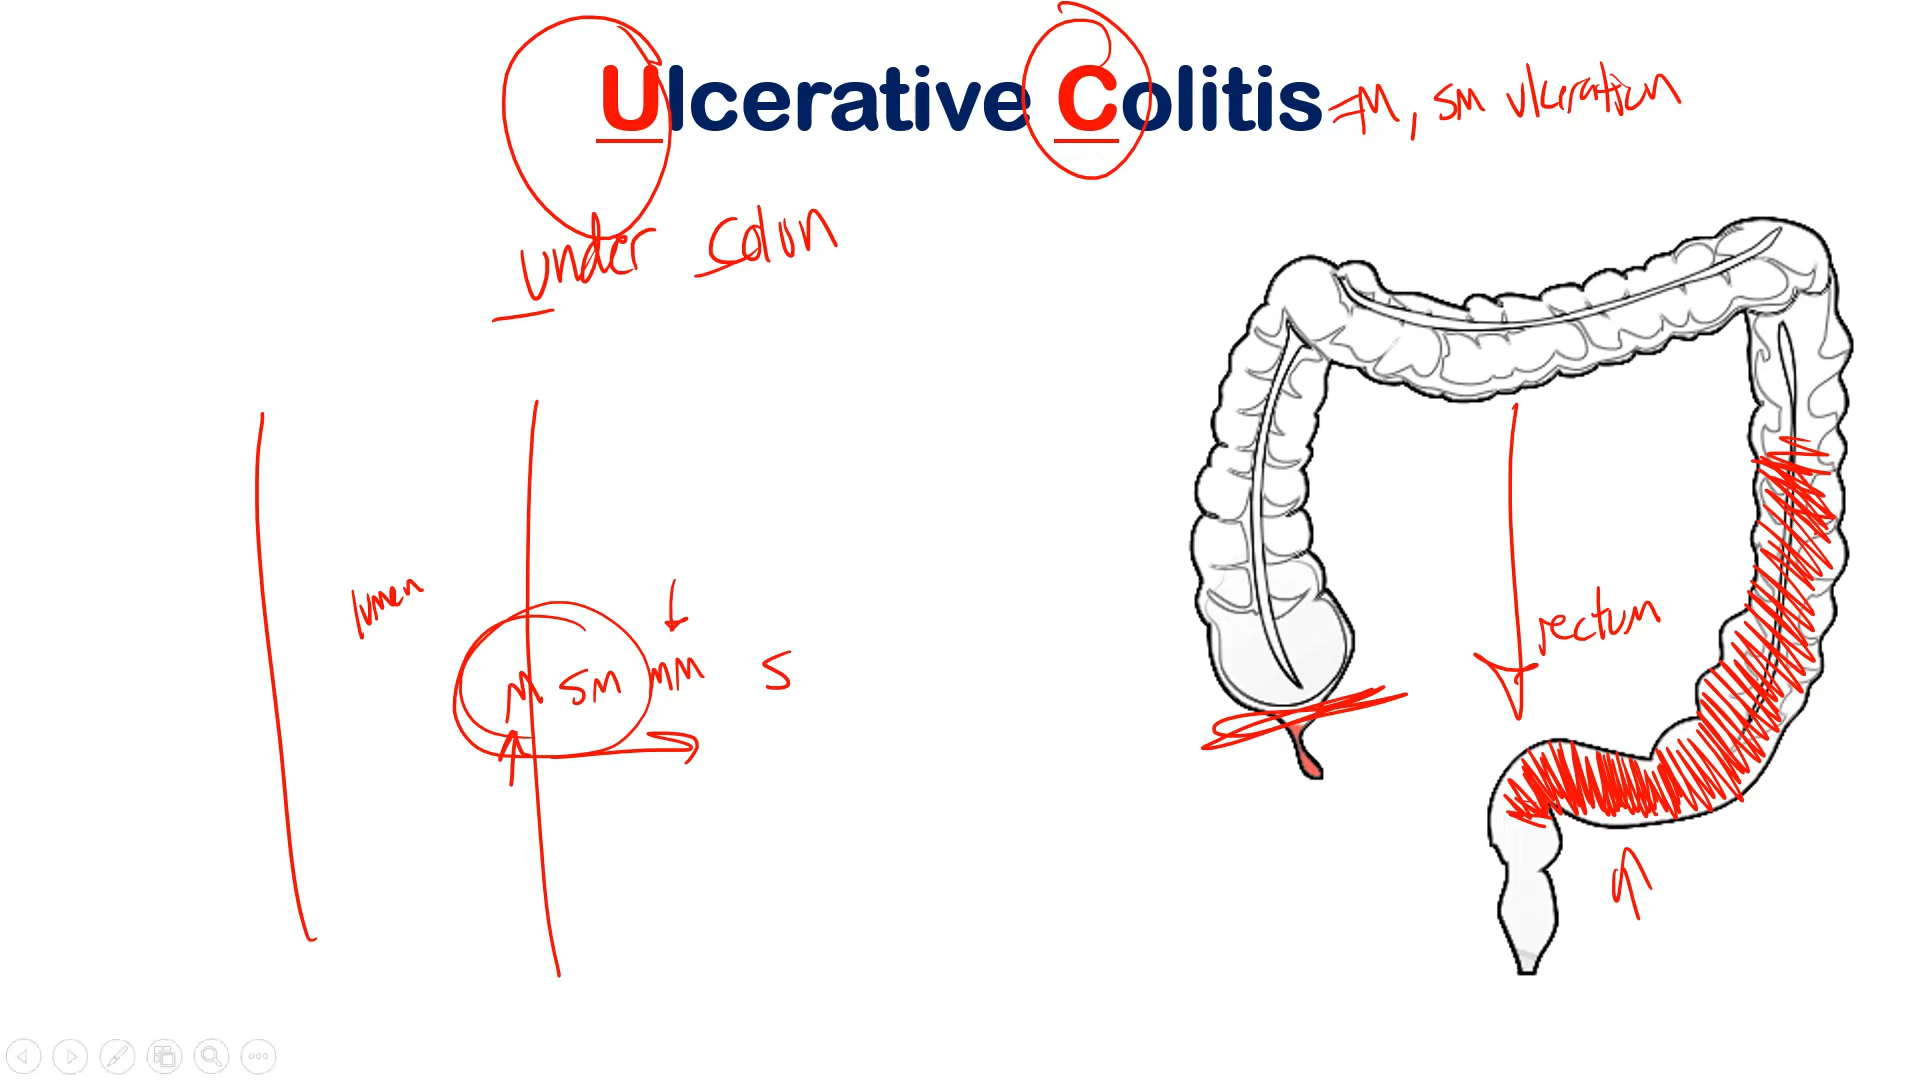 Ulcerative Colitis =M, SM ulceration
under colon
lumen
rectum
M SM MM S